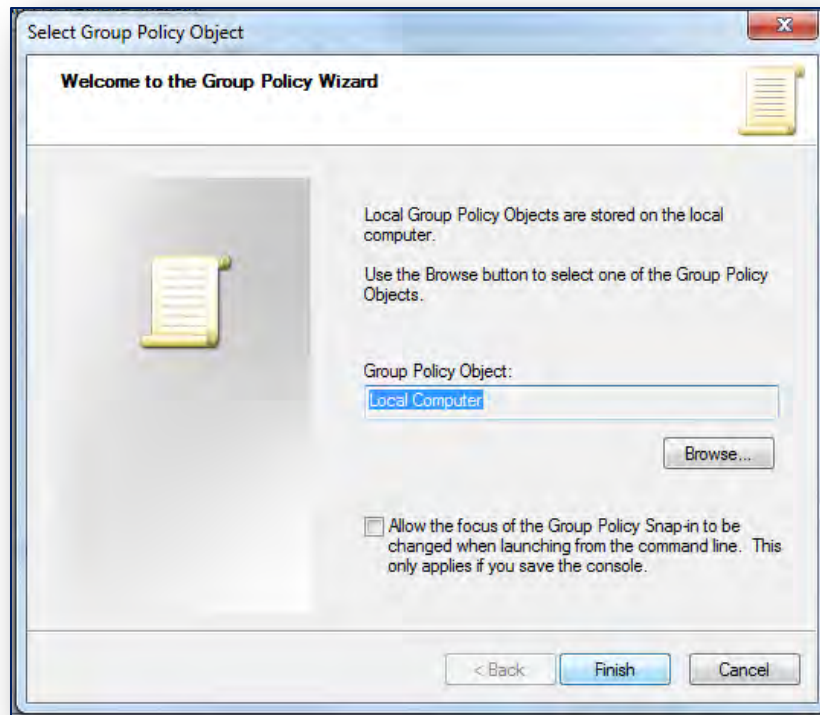 Select Group Policy Object
Welcome to the Group Policy Wizard
Local Group Policy Objects are stored on the local
computer.
Use the Browse button to select one of the Group Policy
Objects.
Group Policy Object:
Local Computer
Browse...
Allow the focus of the Group Policy Snap-in to be
changed when launching from the command line. This
only applies if you save the console.
< Back
Finish
Cancel